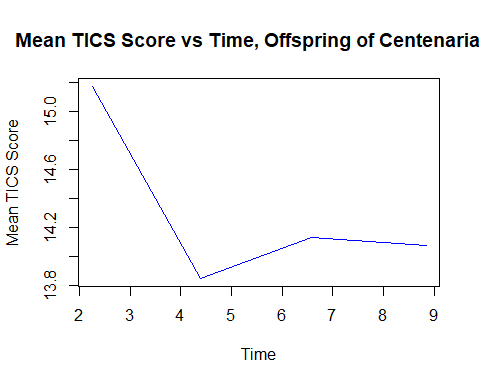 Mean TICS Score vs Time, Offspring of Centenaria
Mean TICS Score
15.0
14.6
14.2
13.8
2 3 4 5 6 7 8 9
Time